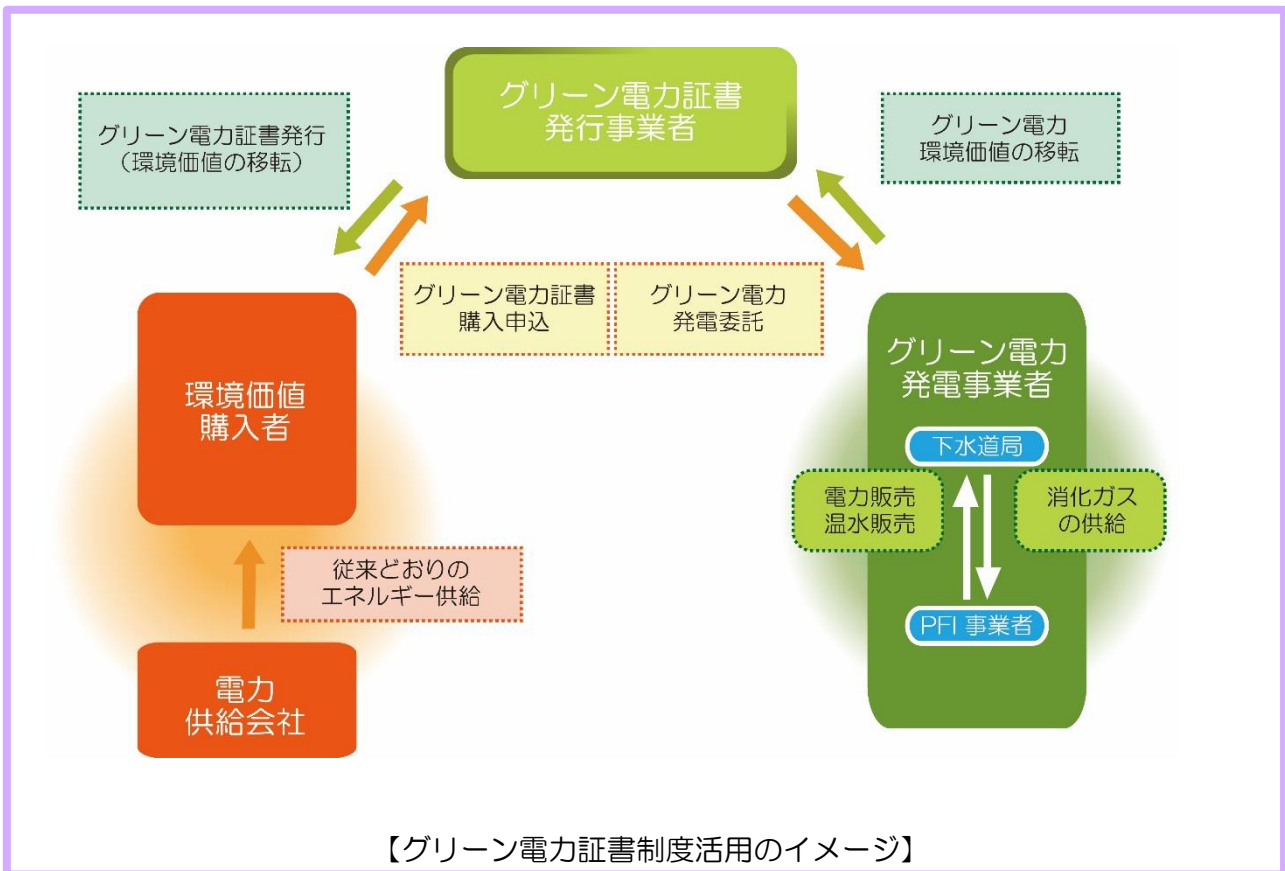 グリーン電力証書
発行事業者
グリーン電力証書発行
（環境価値の移転）
グリーン電力
環境価値の移転
グリーン電力証書
購入申込
グリーン電力
発電委託
環境価値
購入者
グリーン電力
発電事業者
下水道局
電力販売
温水販売
消化ガス
の供給
PFI 事業者
従来どおりの
エネルギー供給
電力
供給会社
【グリーン電力証書制度活用のイメージ】